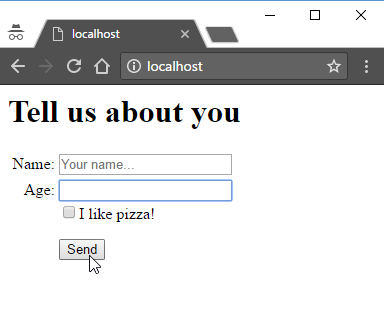 localhost
localhost
Tell us about you
Name: Your name...
Age:
I like pizza!
Send